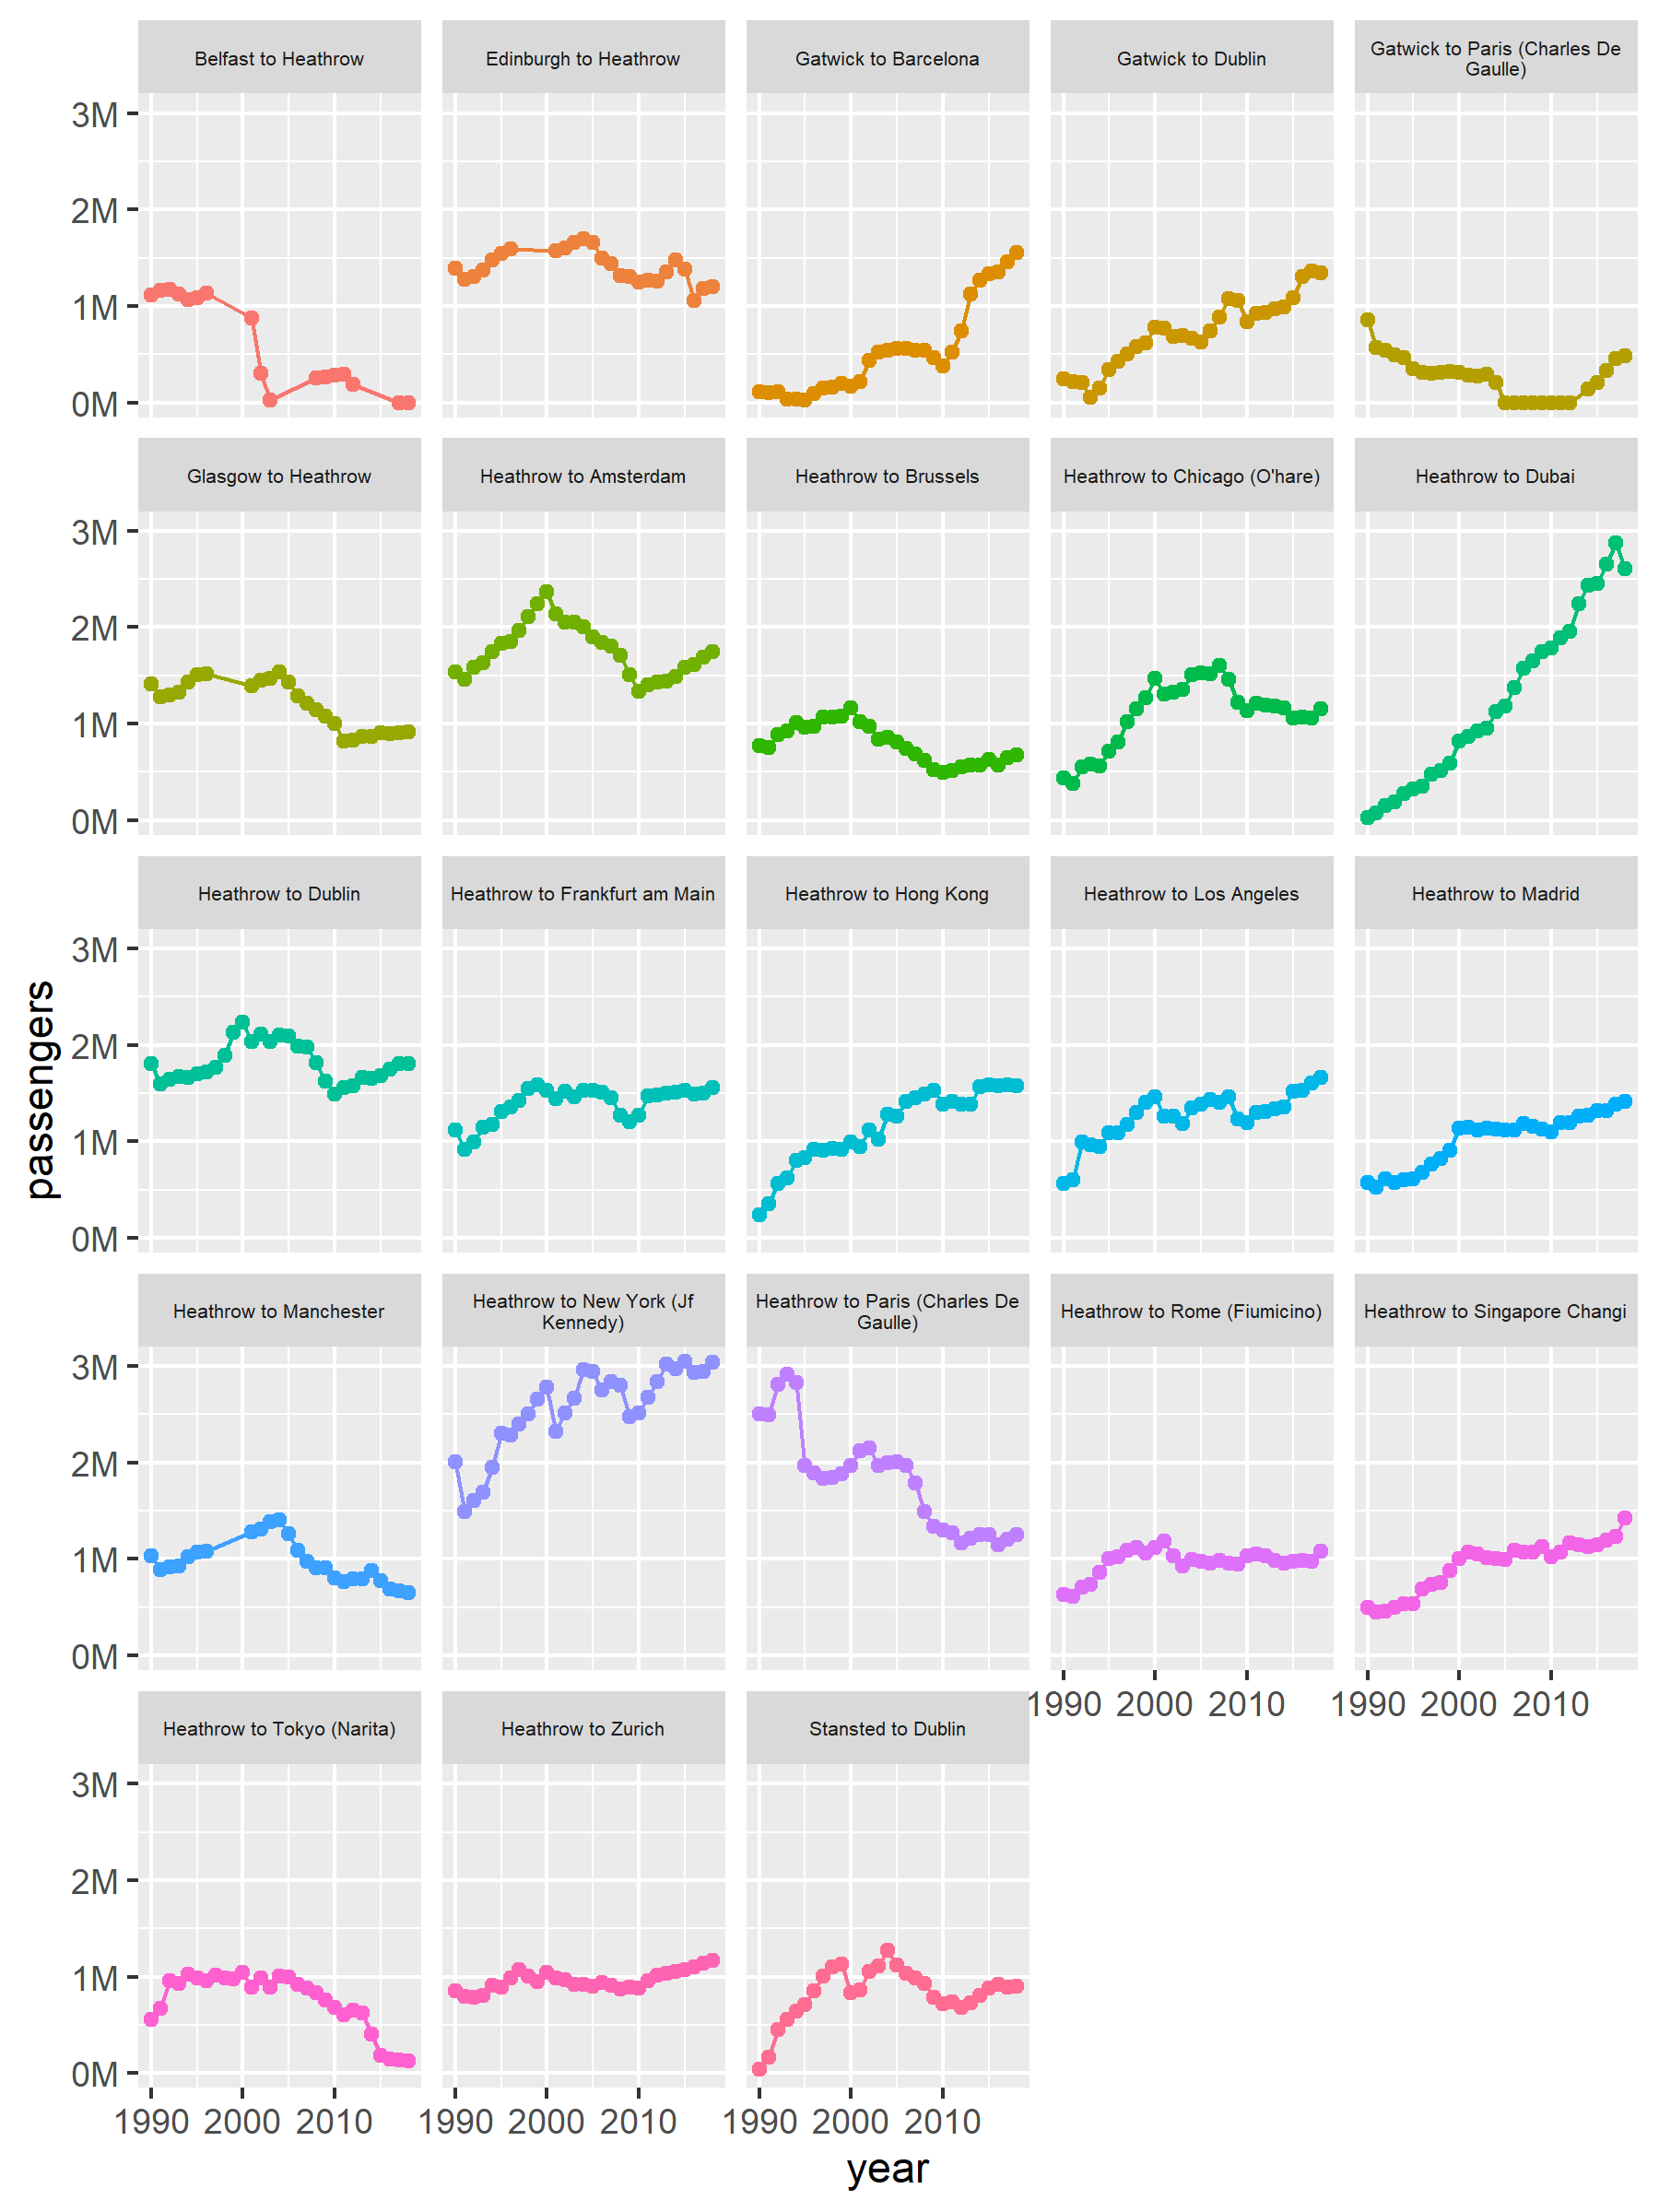 Belfast to Heathrow
Edinburgh to Heathrow
Gatwick to Barcelona
Gatwick to Dublin
Gatwick to Paris (Charles De
Gaulle)
3M
2M
1M
0M
Glasgow to Heathrow
Heathrow to Amsterdam
Heathrow to Brussels
Heathrow to Chicago (O'hare)
Heathrow to Dubai
3M
2M
1M
0M
Heathrow to Dublin
Heathrow to Frankfurt am Main
Heathrow to Hong Kong
Heathrow to Los Angeles
Heathrow to Madrid
3M
2M
1M
0M
passengers
Heathrow to Manchester
Heathrow to New York (Jf
Kennedy)
Heathrow to Paris (Charles De
Gaulle)
Heathrow to Rome (Fiumicino)
Heathrow to Singapore Changi
3M
2M
1M
0M
1990 2000 2010
1990 2000 2010
Heathrow to Tokyo (Narita)
Heathrow to Zurich
Stansted to Dublin
3M
2M
1M
0M
1990 2000 2010
1990 2000 2010
1990 2000 2010
year